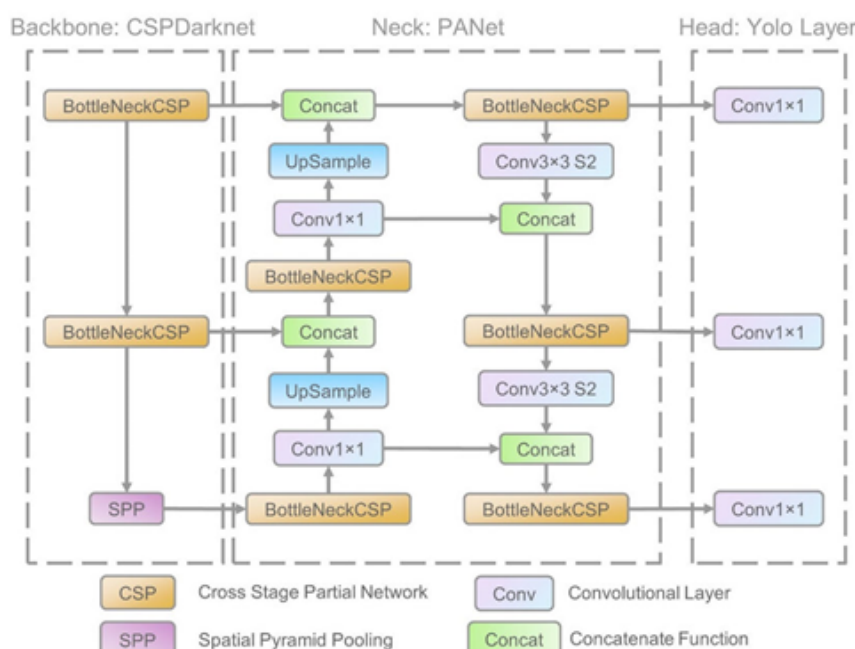 Backbone: CSPDarknet
Neck: PANet
Head: Yolo Layer
BottleNeckCSP
Concat
BottleNeckCSP
Conv1×1
UpSample
Conv3×3 S2
Conv1×1
Concat
BottleNeckCSP
BottleNeckCSP
Concat
BottleNeckCSP
Conv1×1
UpSample
Conv3×3 S2
Conv1×1
Concat
SPP
BottleNeckCSP
BottleNeckCSP
Conv1×1
CSP
Cross Stage Partial Network
Conv
Convolutional Layer
SPP
Spatial Pyramid Pooling
Concat
Concatenate Function